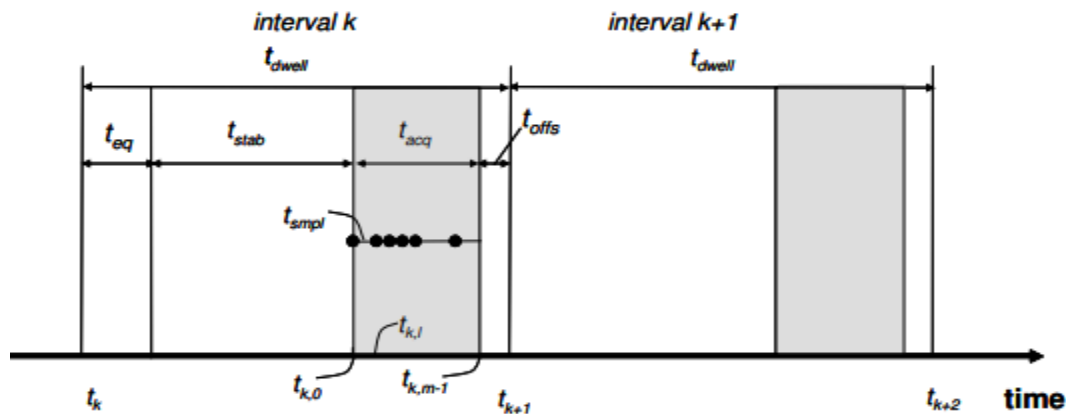 interval k interval k+1
t_dwell t_dwell
t_eq t_stab t_acq t_offs
t_smpl
t_k,l
t_k t_k,0 t_k,m-1 t_k+1 t_k+2 time